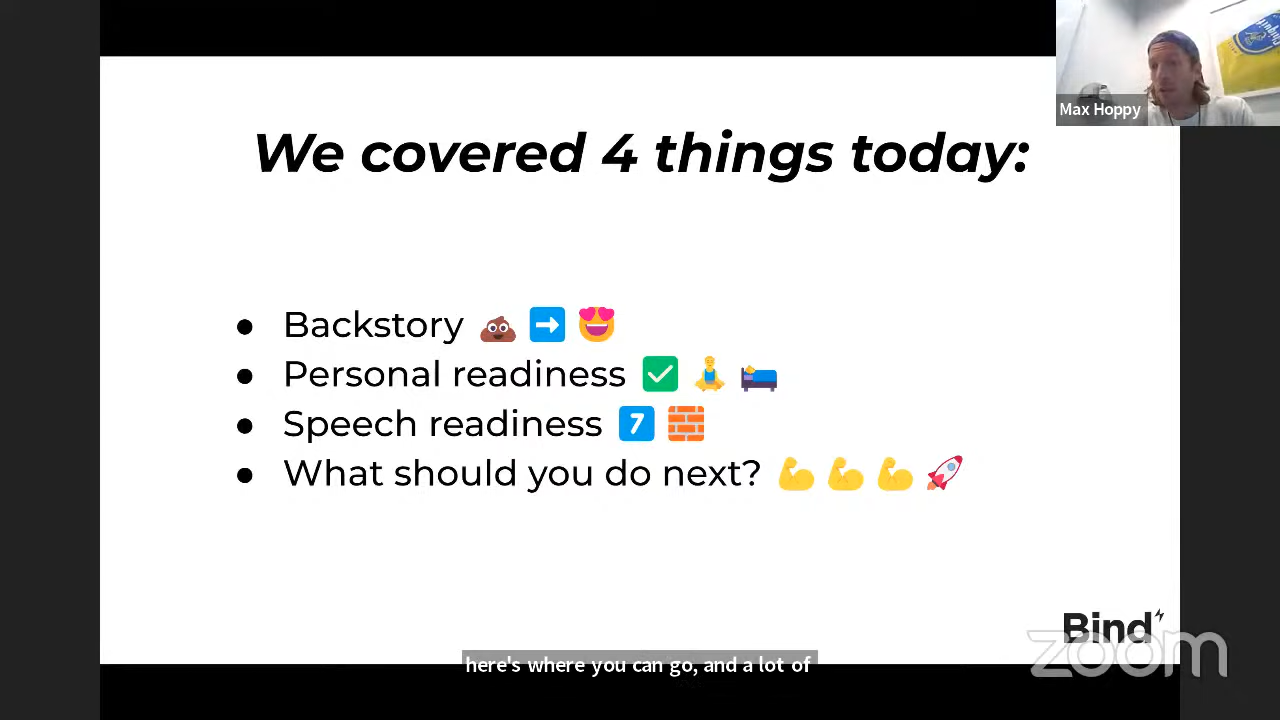 We covered 4 things today:
● Backstory 💩 ➡️ 😍
● Personal readiness ✅ 🧘 🛌
● Speech readiness 7️⃣ 🧱
● What should you do next? 💪 💪 💪 🚀
Max Hoppy
Bind
zoom
here's where you can go, and a lot of